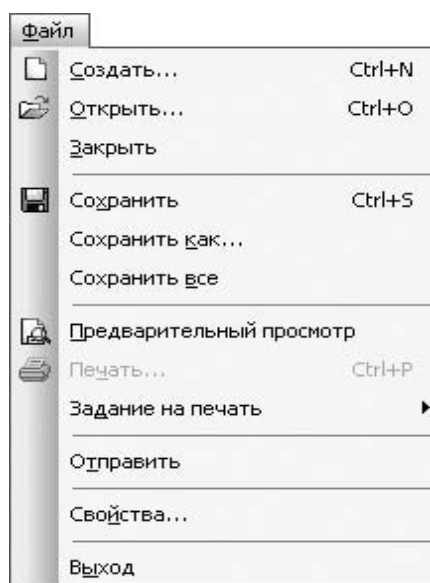 Файл
Создать... Ctrl+N
Открыть... Ctrl+O
Закрыть
Сохранить Ctrl+S
Сохранить как...
Сохранить все
Предварительный просмотр
Печать... Ctrl+P
Задание на печать
Отправить
Свойства...
Выход